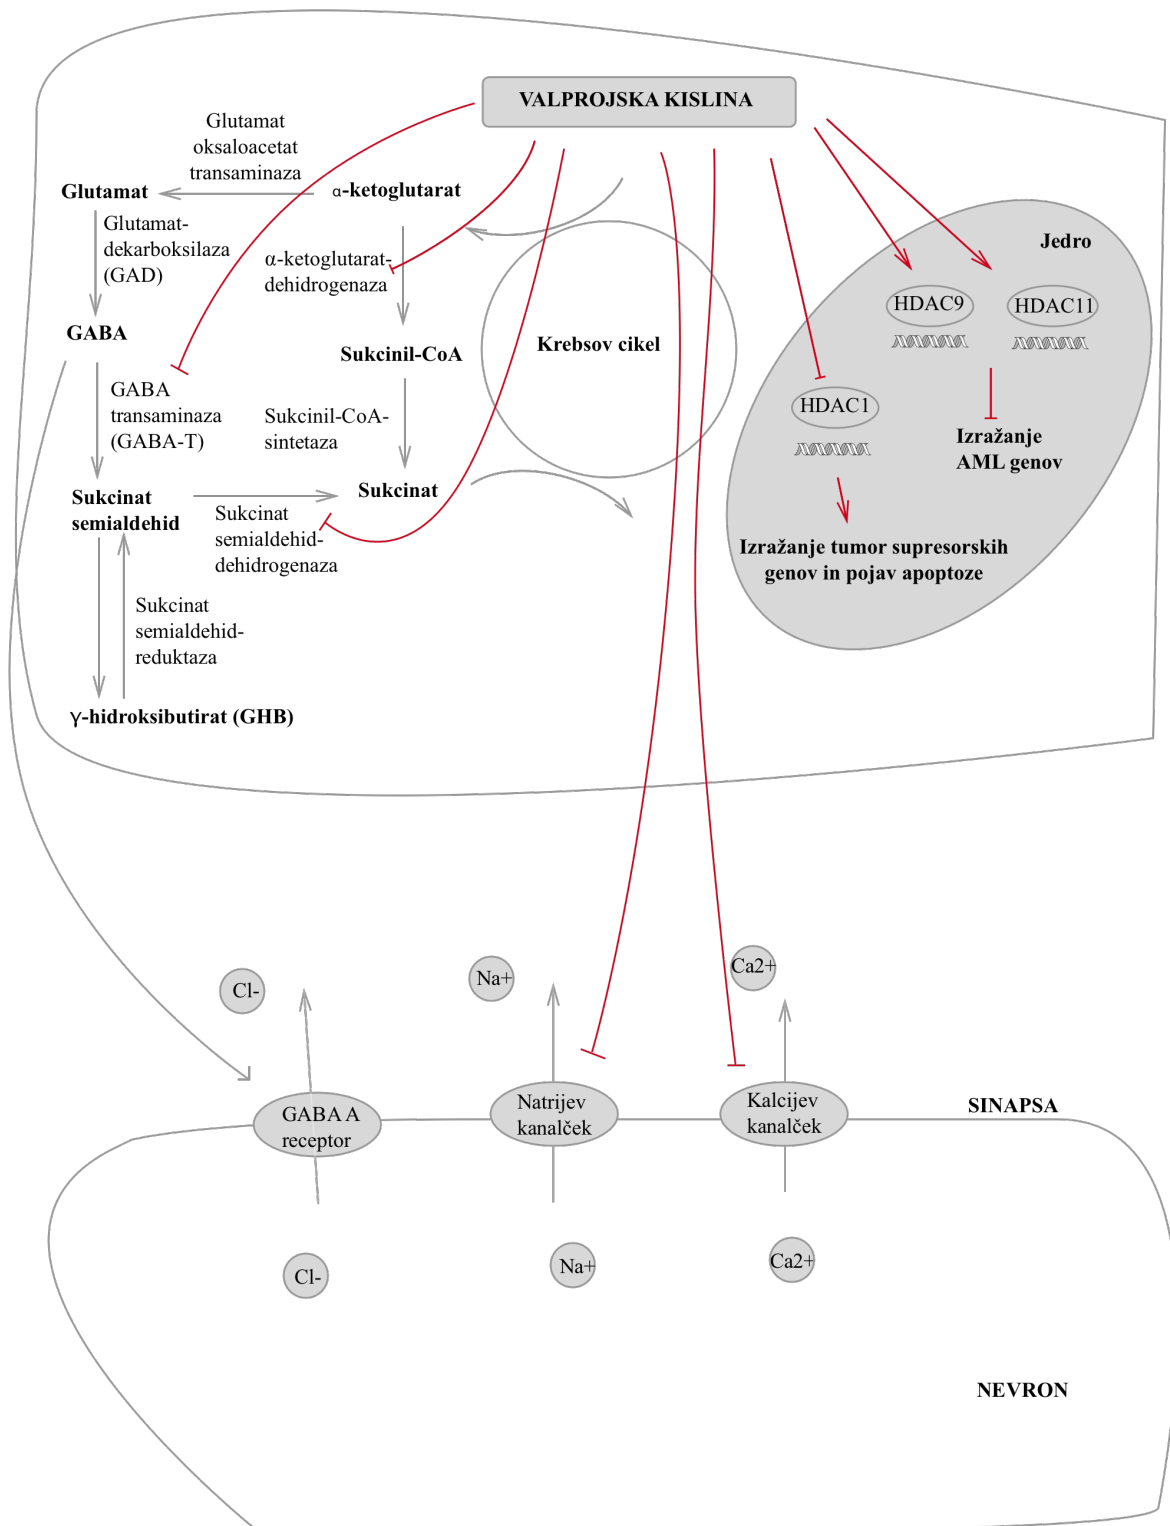 VALPROJSKA KISLINA
Glutamat
oksaloacetat
transaminaza
Glutamat
α-ketoglutarat
Glutamat-
dekarboksilaza
(GAD)
α-ketoglutarat-
dehidrogenaza
GABA
Sukcinil-CoA
Krebsov cikel
GABA
transaminaza
(GABA-T)
Sukcinil-CoA-
sintetaza
Sukcinat
semialdehid
Sukcinat
Sukcinat
semialdehid-
dehidrogenaza
Sukcinat
semialdehid-
reduktaza
γ-hidroksibutirat (GHB)
Jedro
HDAC9
HDAC11
HDAC1
Izražanje
AML genov
Izražanje tumor supresorskih
genov in pojav apoptoze
Cl-
Na+
Ca2+
GABA A
receptor
Natrijev
kanalček
Kalcijev
kanalček
SINAPSA
Cl-
Na+
Ca2+
NEVRON